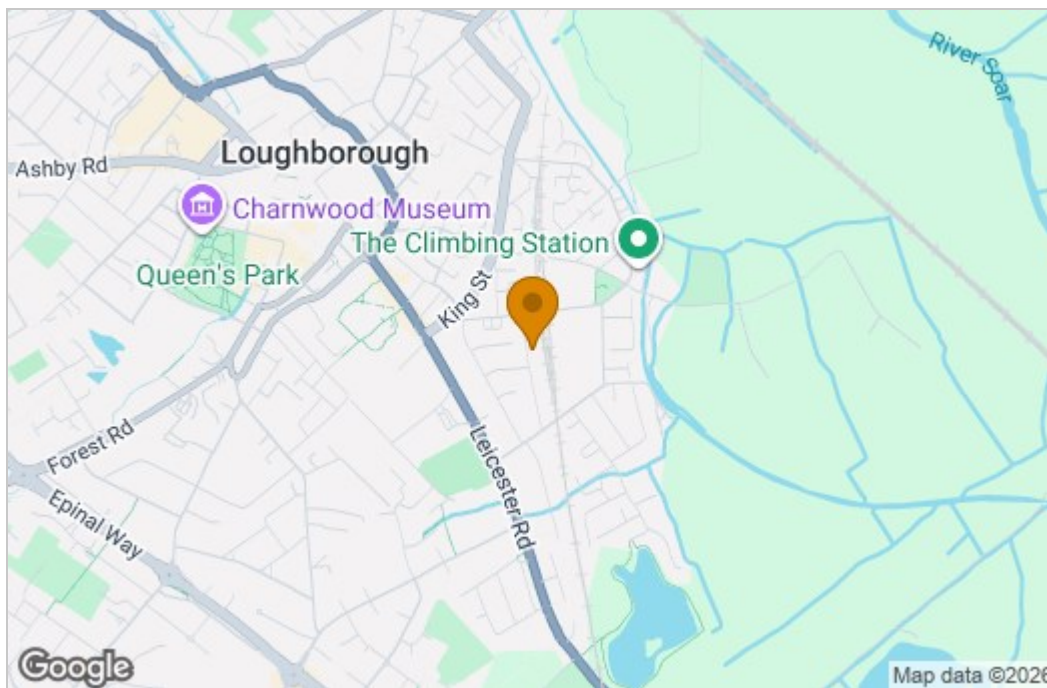 River Soar
Loughborough
Ashby Rd
Charnwood Museum
The Climbing Station
Queen's Park
King St
Forest Rd
Leicester Rd
Epinal Way
Google
Map data ©2026